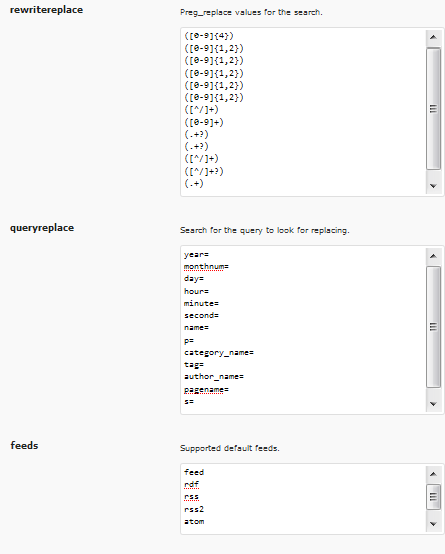 rewritereplace
Preg_replace values for the search.
([0-9]{4})
([0-9]{1,2})
([0-9]{1,2})
([0-9]{1,2})
([0-9]{1,2})
([0-9]{1,2})
([^/]+)
([0-9]+)
(.+?)
(.+?)
([^/]+)
([^/]+?)
(.+)
queryreplace
Search for the query to look for replacing.
year=
monthnum=
day=
hour=
minute=
second=
name=
p=
category_name=
tag=
author_name=
pagename=
s=
feeds
Supported default feeds.
feed
rdf
rss
rss2
atom